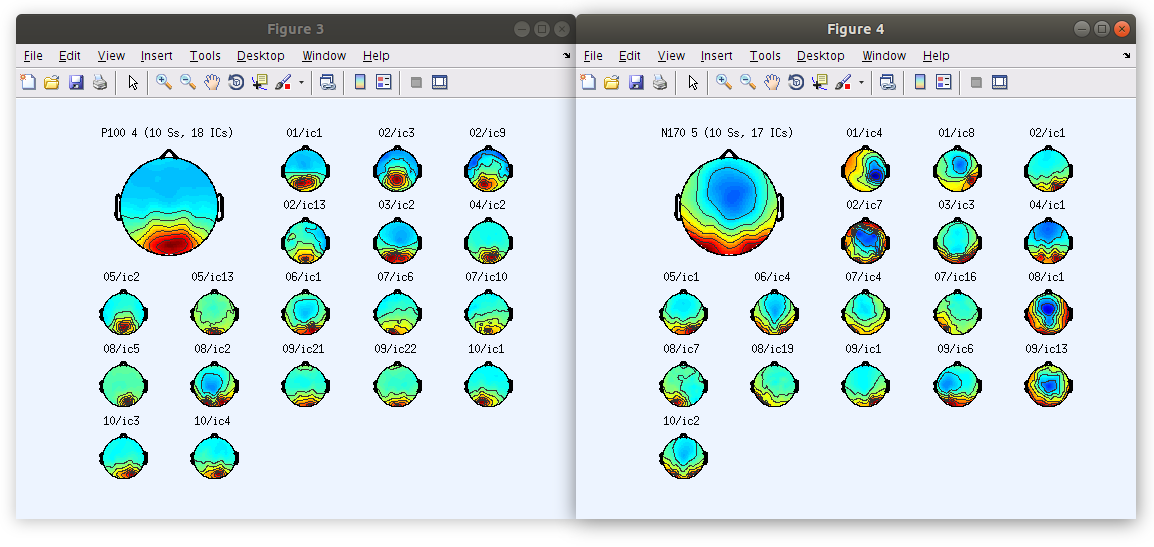 Figure 3
File Edit View Insert Tools Desktop Window Help
P100 4 (10 Ss, 18 ICs)
01/ic1
02/ic3
02/ic9
02/ic13
03/ic2
04/ic2
05/ic2
05/ic13
06/ic1
07/ic6
07/ic10
08/ic5
08/ic2
09/ic21
09/ic22
10/ic1
10/ic3
10/ic4
Figure 4
File Edit View Insert Tools Desktop Window Help
N170 5 (10 Ss, 17 ICs)
01/ic4
01/ic8
02/ic1
02/ic7
03/ic3
04/ic1
05/ic1
06/ic4
07/ic4
07/ic16
08/ic1
08/ic7
08/ic19
09/ic1
09/ic6
09/ic13
10/ic2